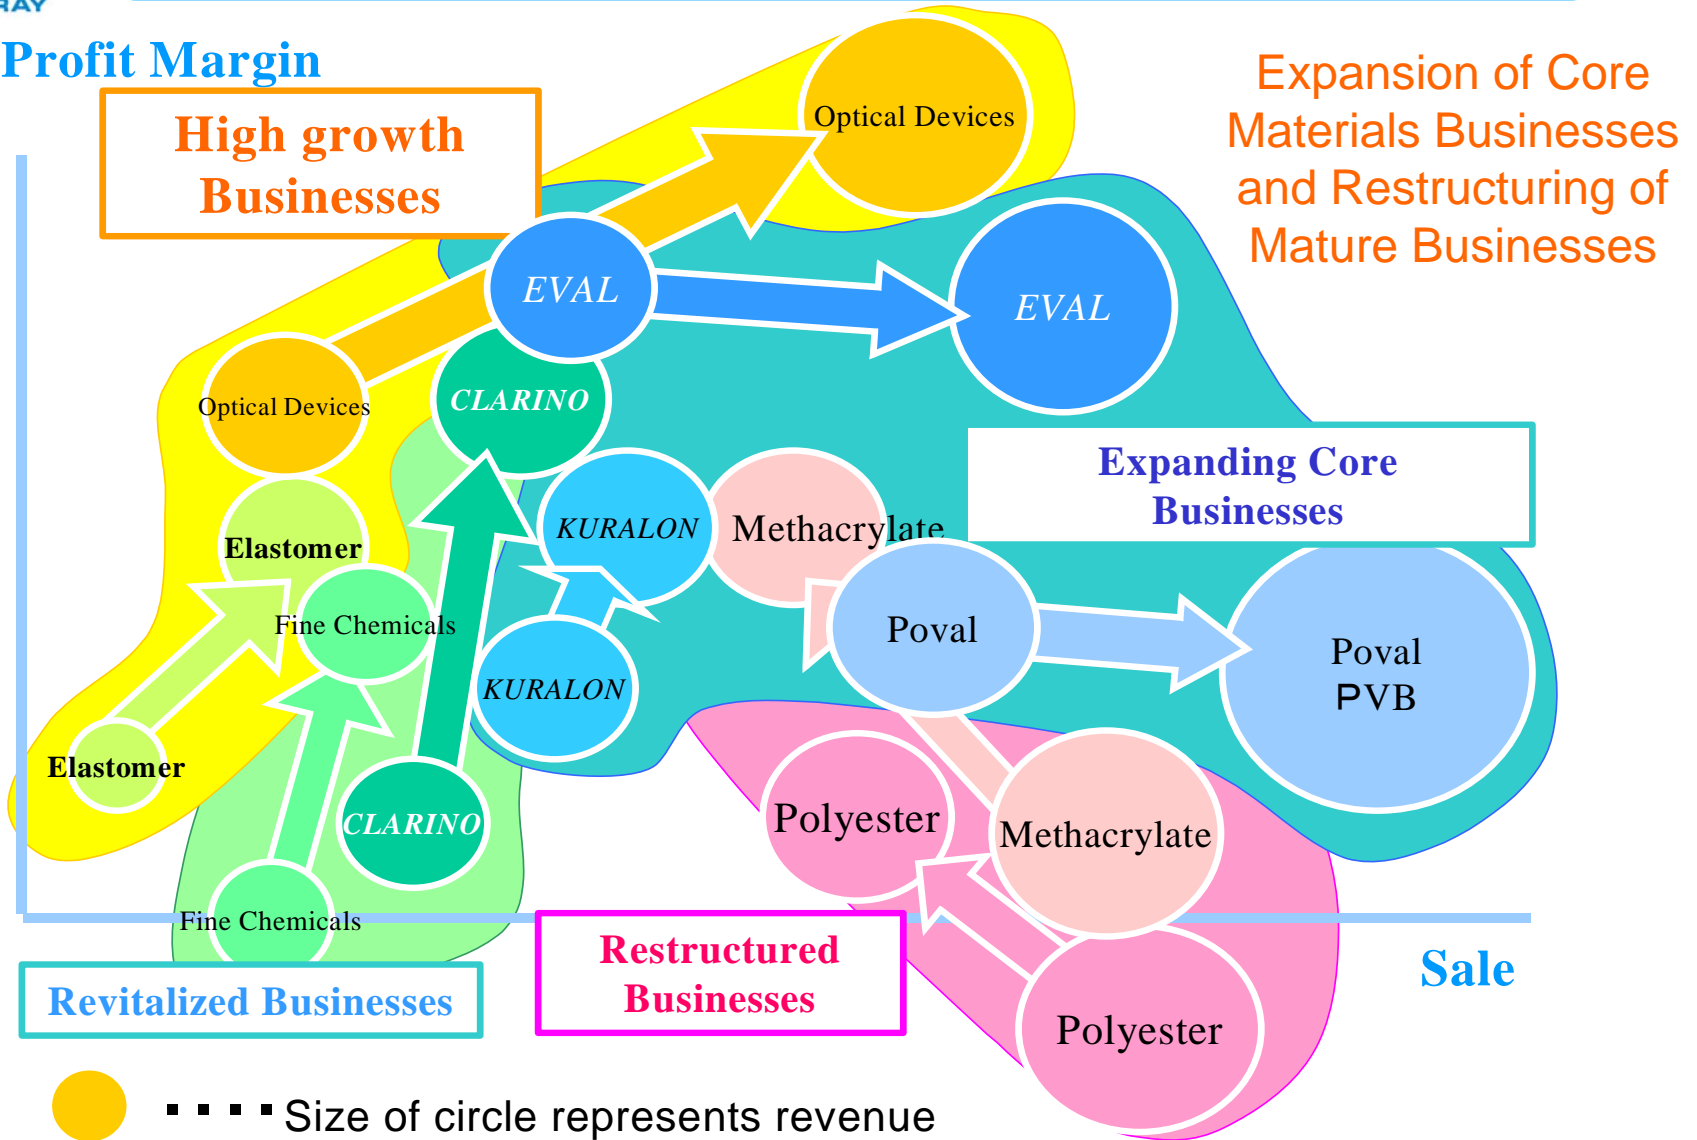 RAY
Profit Margin
Expansion of Core
Materials Businesses
and Restructuring of
Mature Businesses
High growth
Businesses
Optical Devices
EVAL
EVAL
Optical Devices
CLARINO
Expanding Core
Businesses
KURALON
Methacrylate
Elastomer
Fine Chemicals
Poval
Poval
PVB
KURALON
Elastomer
CLARINO
Polyester
Methacrylate
Fine Chemicals
Restructured
Businesses
Sale
Revitalized Businesses
Polyester
Size of circle represents revenue